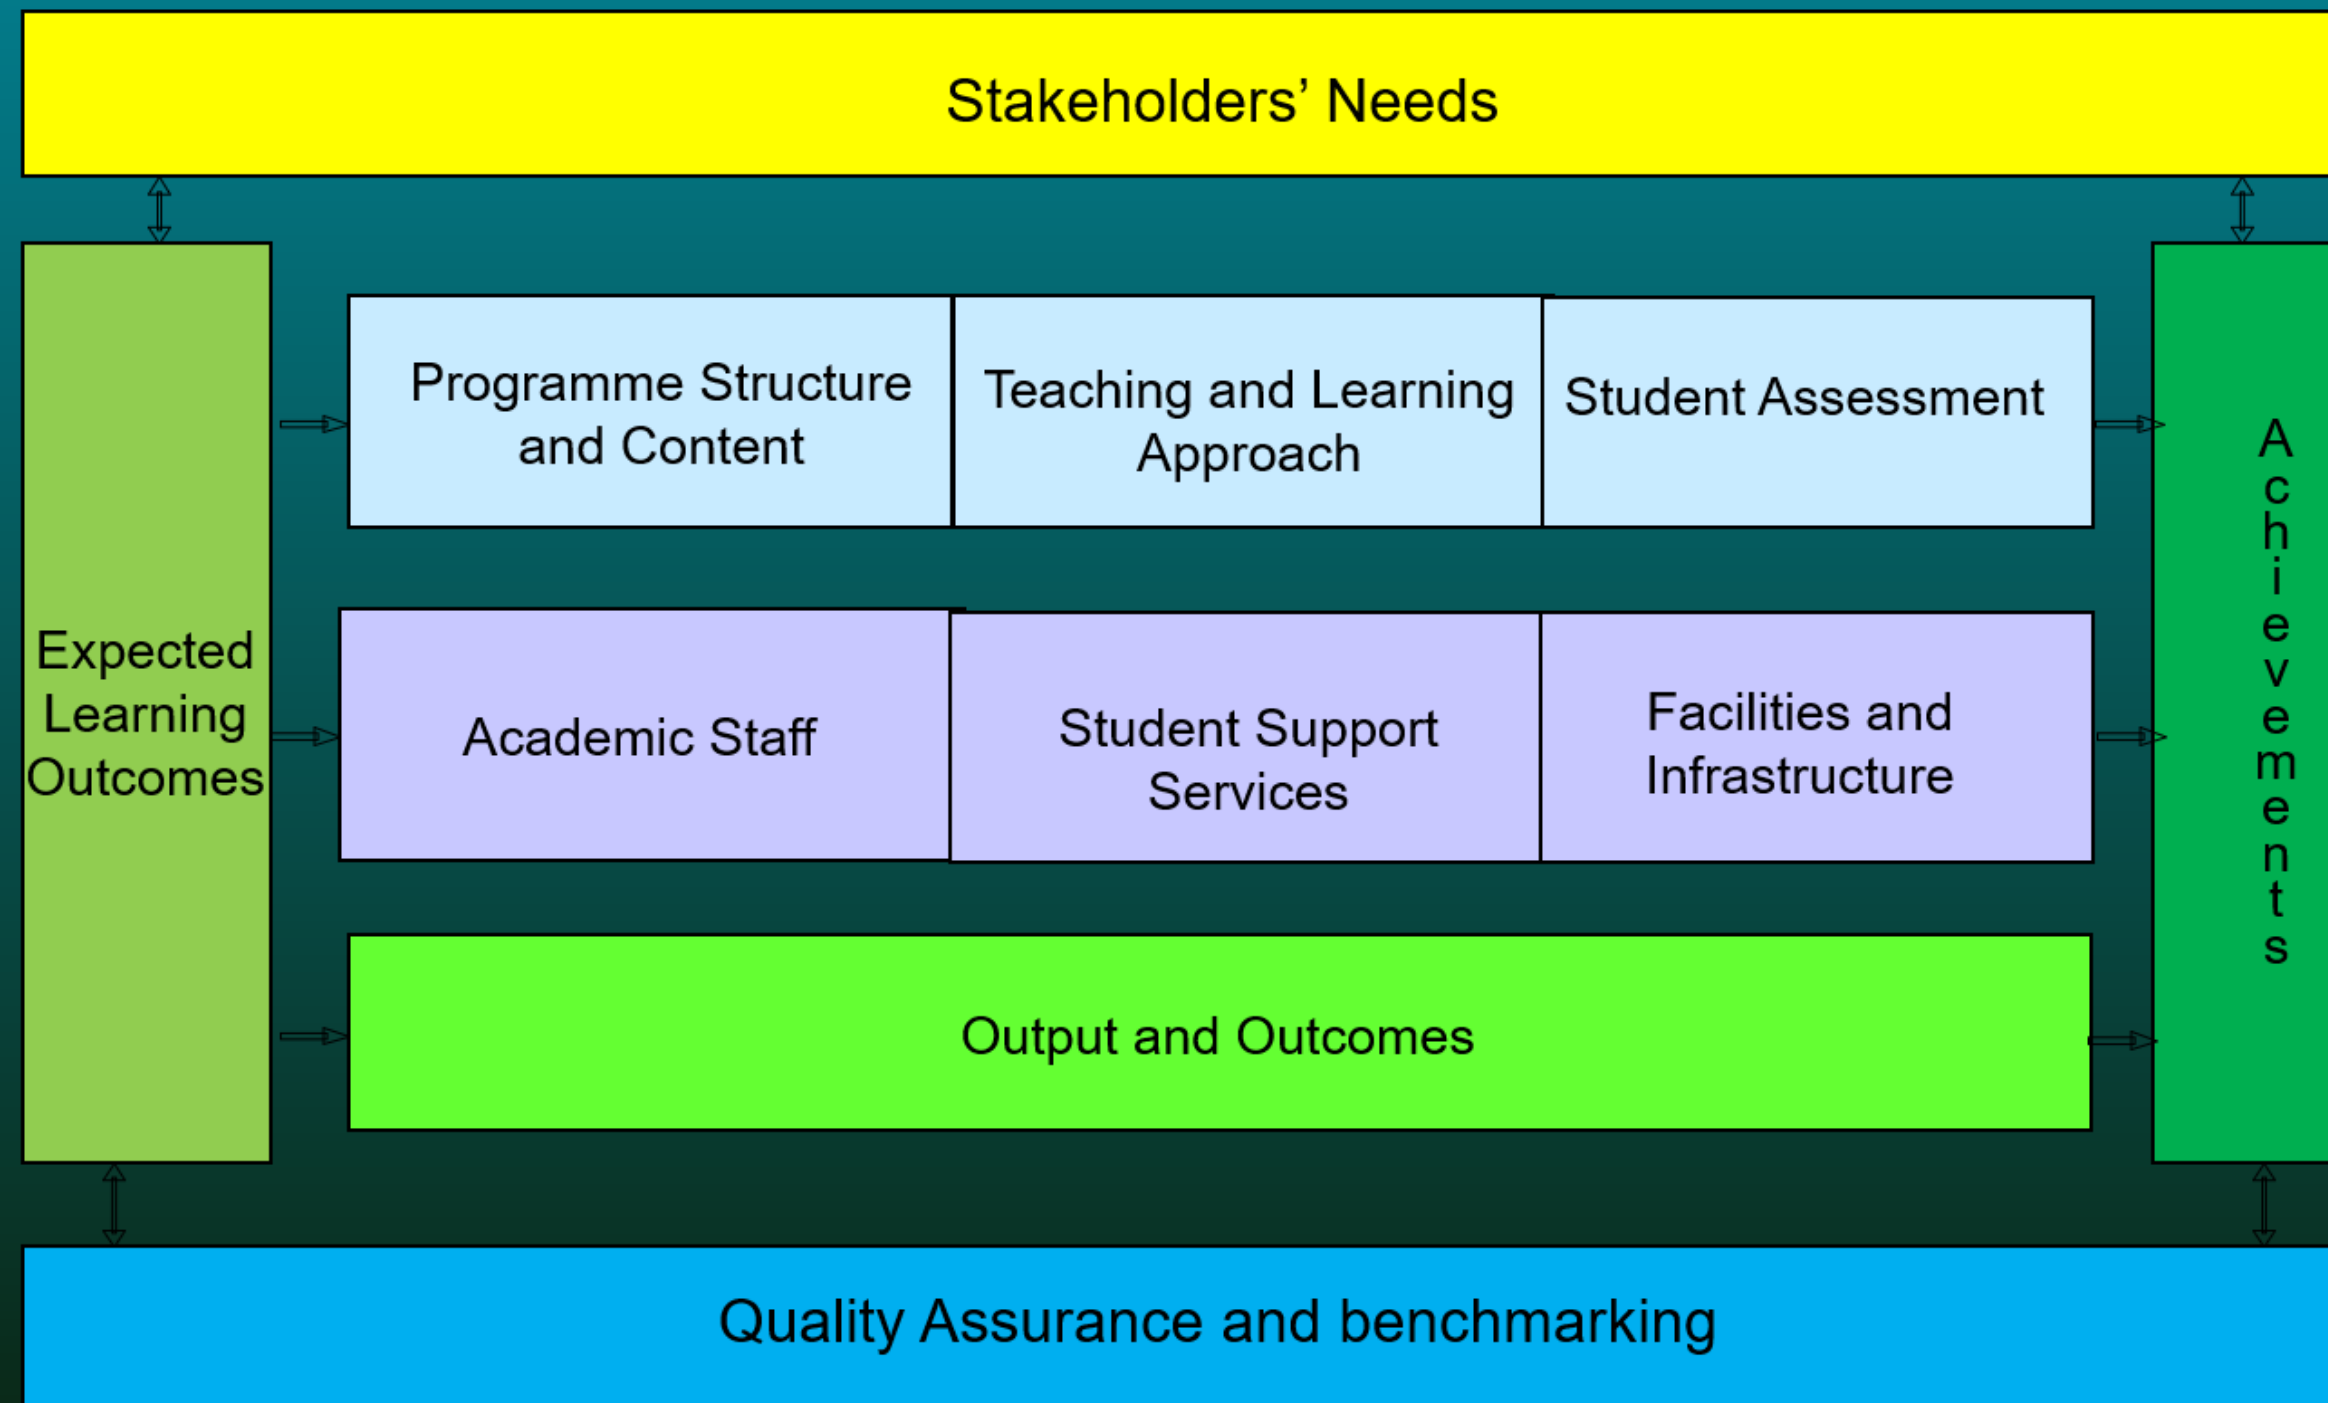 Stakeholders’ Needs
Programme Structure
and Content
Teaching and Learning
Approach
Student Assessment
Expected
Learning
Outcomes
Academic Staff
Student Support
Services
Facilities and
Infrastructure
Output and Outcomes
Achievements
Quality Assurance and benchmarking